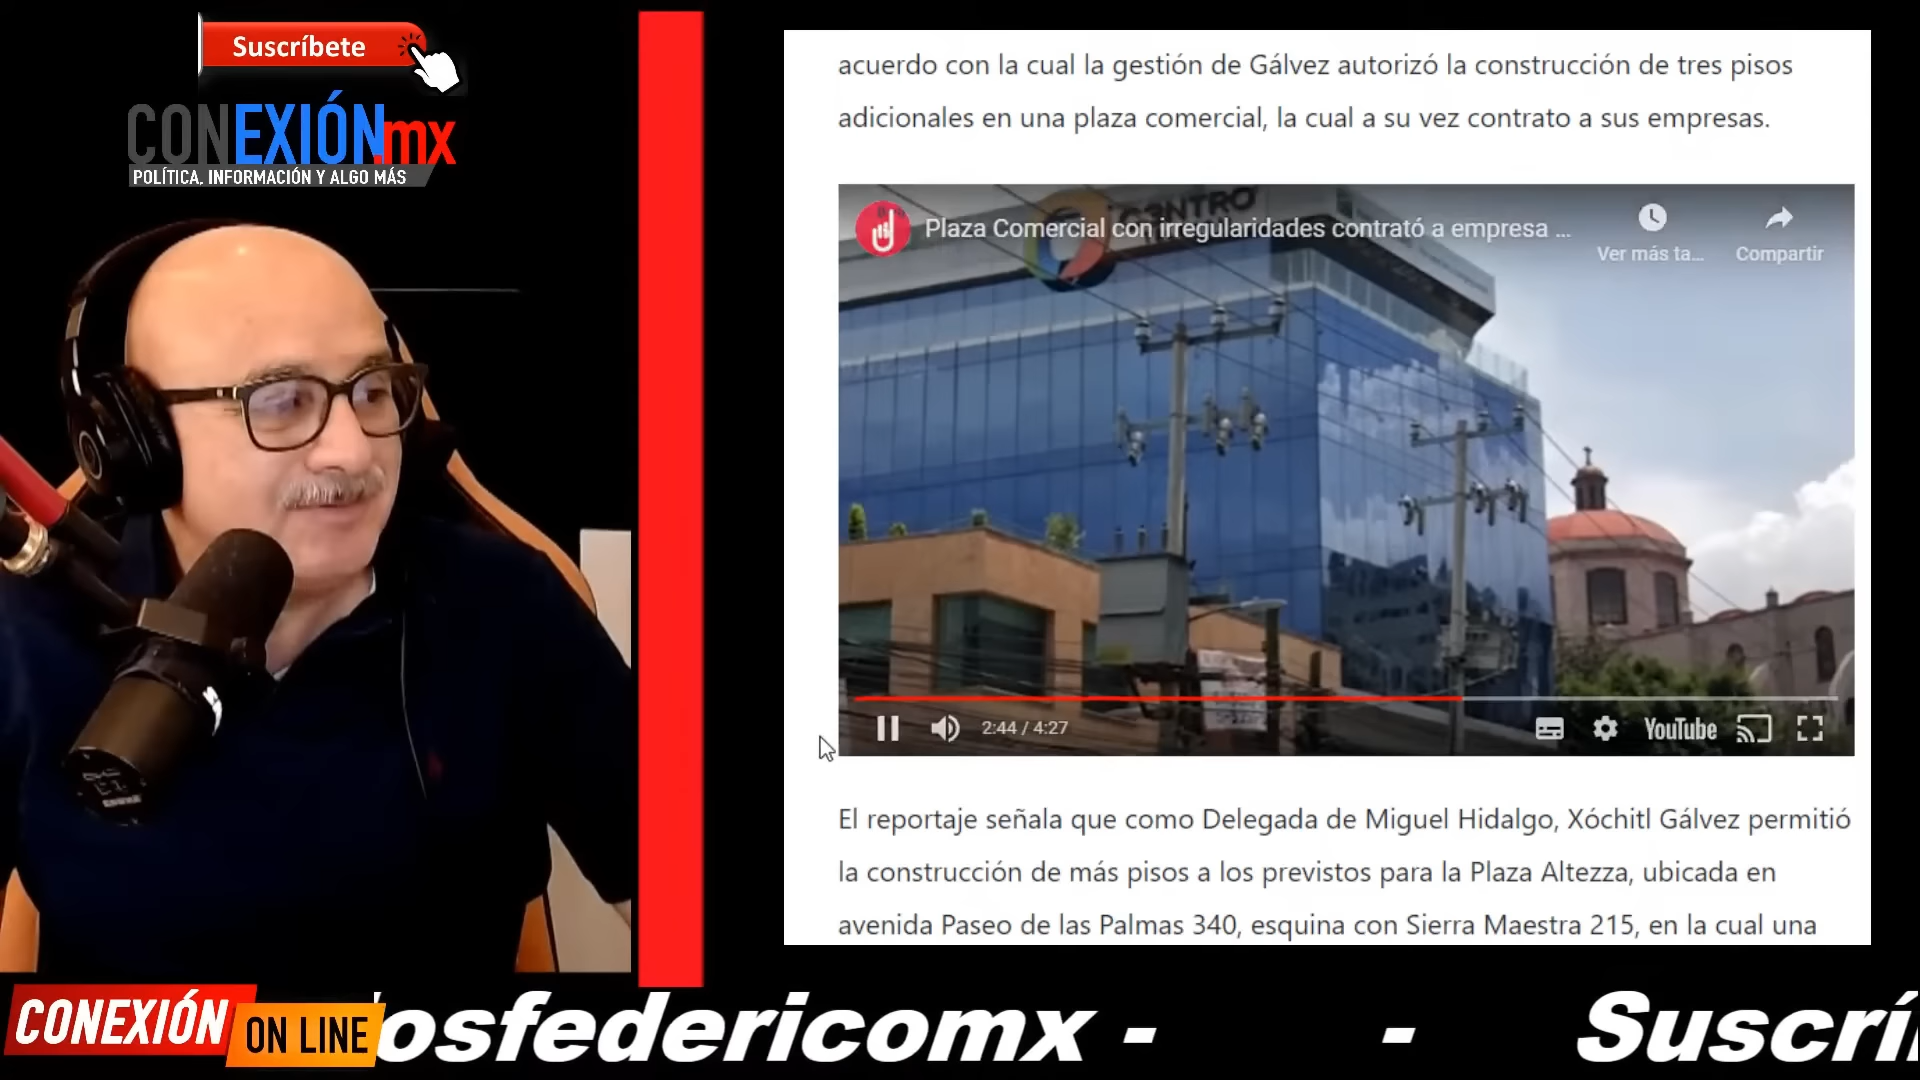 Suscríbete
CONEXIÓN.mx
POLÍTICA, INFORMACIÓN Y ALGO MÁS
acuerdo con la cual la gestión de Gálvez autorizó la construcción de tres pisos
adicionales en una plaza comercial, la cual a su vez contrato a sus empresas.
CENTRO
Plaza Comercial con irregularidades contrató a empresa ...
Ver más ta...
Compartir
2:44 / 4:27
YouTube
El reportaje señala que como Delegada de Miguel Hidalgo, Xóchitl Gálvez permitió
la construcción de más pisos a los previstos para la Plaza Altezza, ubicada en
avenida Paseo de las Palmas 340, esquina con Sierra Maestra 215, en la cual una
CONEXIÓN
ON LINE
osfedericomx - - Suscrí